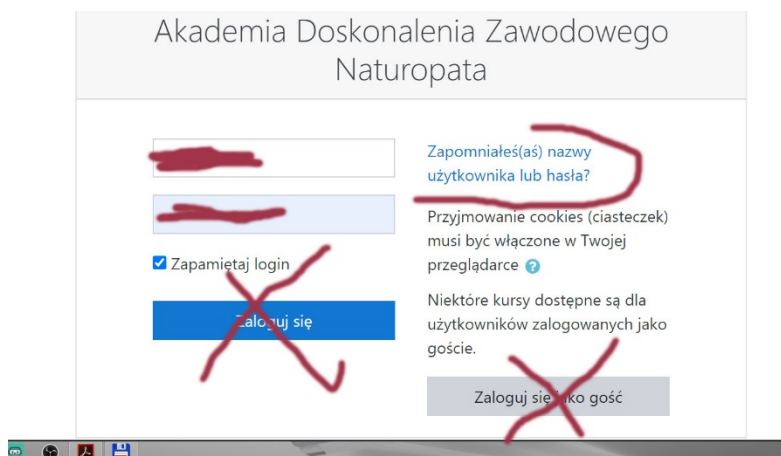 Akademia Doskonalenia Zawodowego
Naturopata
Zapomniałeś(aś) nazwy
użytkownika lub hasła?
Przyjmowanie cookies (ciasteczek)
musi być włączone w Twojej
przeglądarce
Zapamiętaj login
Niektóre kursy dostępne są dla
użytkowników zalogowanych jako
goście.
Zaloguj się
Zaloguj się jako gość